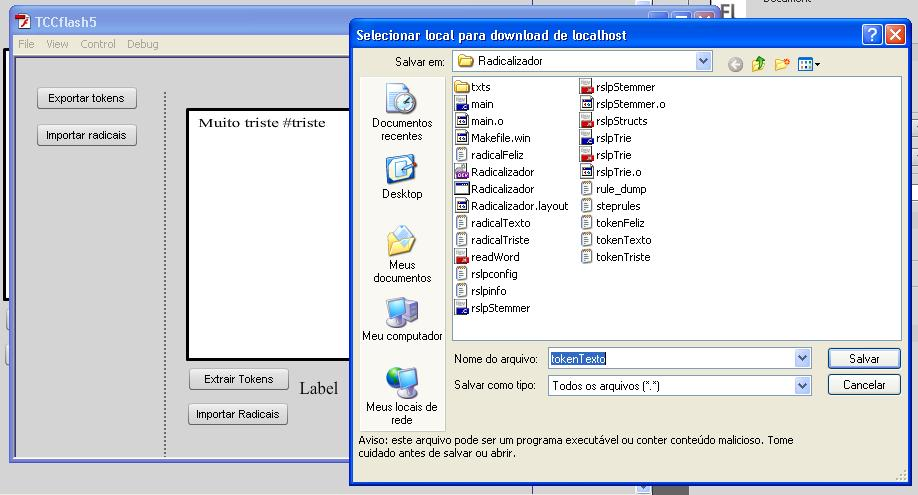 TCCflash5
File View Control Debug
Exportar tokens
Importar radicais
Muito triste #triste
Extrair Tokens
Label
Importar Radicais
Selecionar local para download de localhost
Salvar em: Radicalizador
Documentos
recentes
Desktop
Meus
documentos
Meu computador
Meus locais de
rede
txts
main
main.o
Makefile.win
radicalFeliz
Radicalizador
Radicalizador
Radicalizador.layout
radicalTexto
radicalTriste
readWord
rslpconfig
rslpinfo
rslpStemmer
rslpStemmer
rslpStemmer.o
rslpStructs
rslpTrie
rslpTrie
rslpTrie.o
rule_dump
steprules
tokenFeliz
tokenTexto
tokenTriste
Nome do arquivo: tokenTexto
Salvar
Salvar como tipo: Todos os arquivos (*.*)
Cancelar
Aviso: este arquivo pode ser um programa executável ou conter conteúdo malicioso. Tome
cuidado antes de salvar ou abrir.